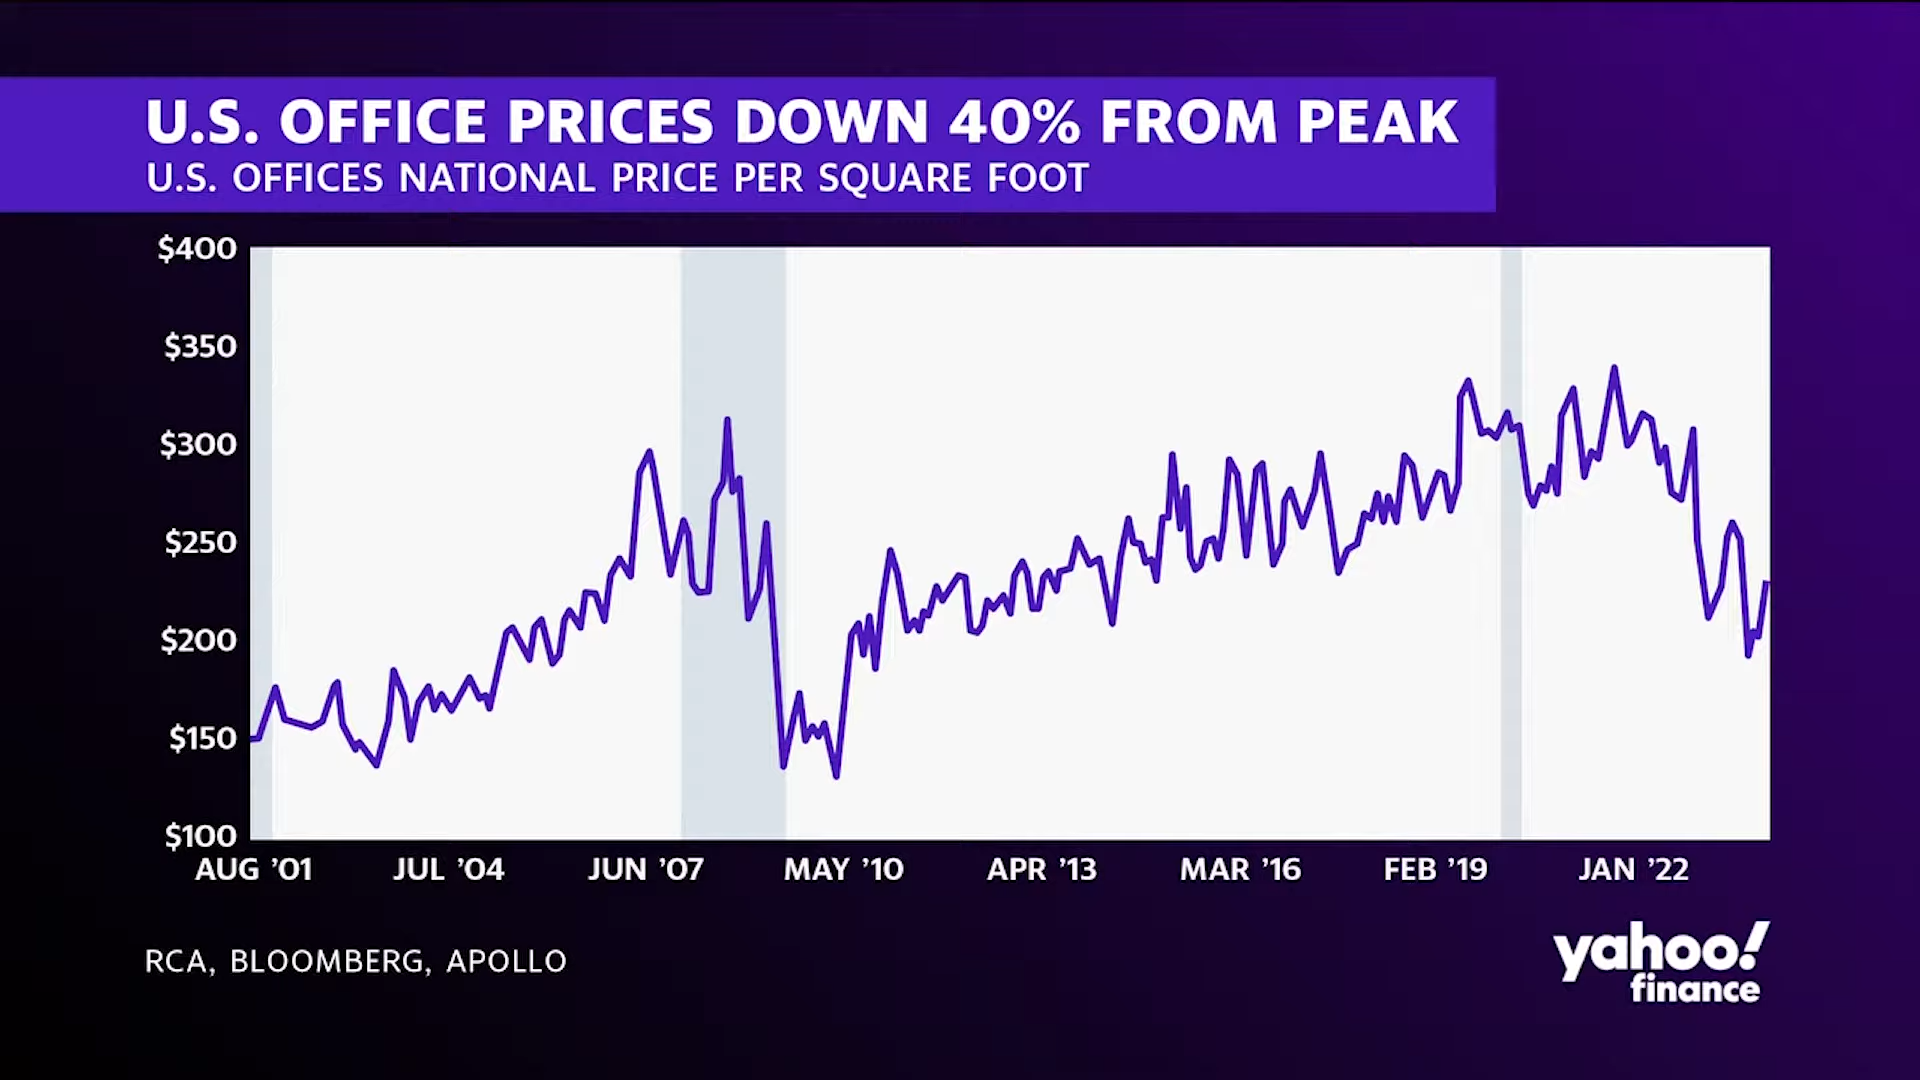 U.S. OFFICE PRICES DOWN 40% FROM PEAK
U.S. OFFICES NATIONAL PRICE PER SQUARE FOOT
$400
$350
$300
$250
$200
$150
$100
AUG ’01 JUL ’04 JUN ’07 MAY ’10 APR ’13 MAR ’16 FEB ’19 JAN ’22
RCA, BLOOMBERG, APOLLO
yahoo!
finance